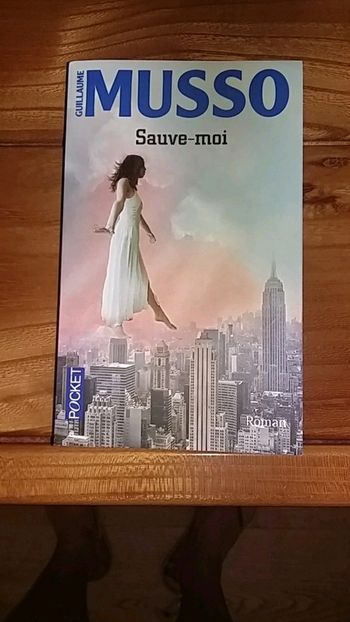 GUILLAUME
MUSSO
Sauve-moi
POCKET
Roman